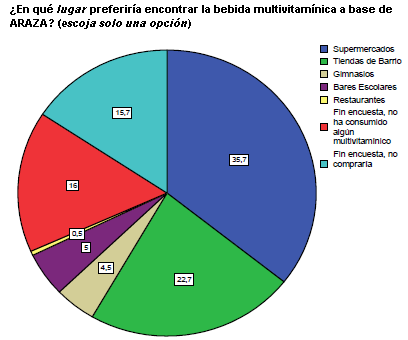 ¿En qué lugar preferiría encontrar la bebida multivitamínica a base de
ARAZA? (escoja solo una opción)
Supermercados
Tiendas de Barrio
Gimnasios
Bares Escolares
Restaurantes
Fin encuesta, no
ha consumido
algún
multivitamínico
Fin encuesta, no
compraría
15,7
35,7
16
0,5
5
4,5
22,7